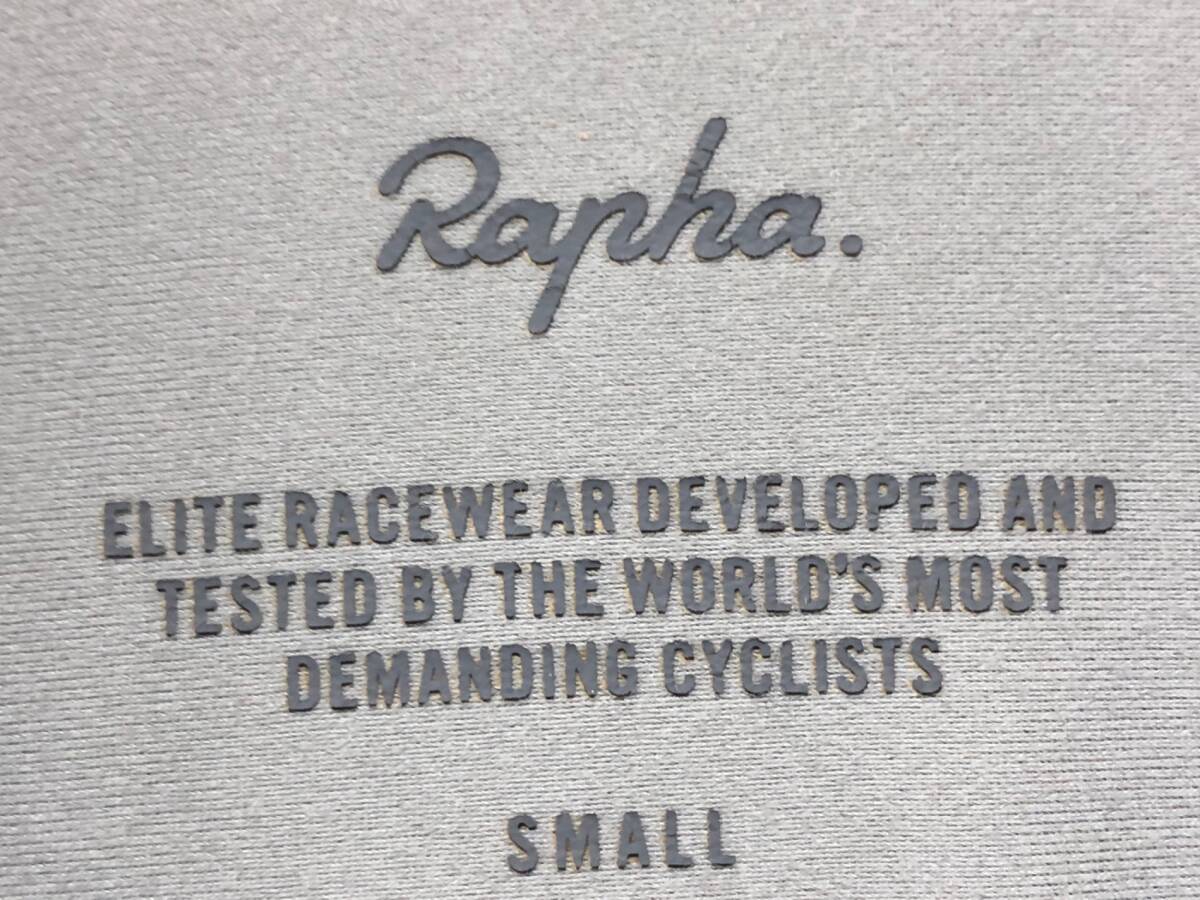 Rapha.
ELITE RACEWEAR DEVELOPED AND
TESTED BY THE WORLD'S MOST
DEMANDING CYCLISTS
SMALL